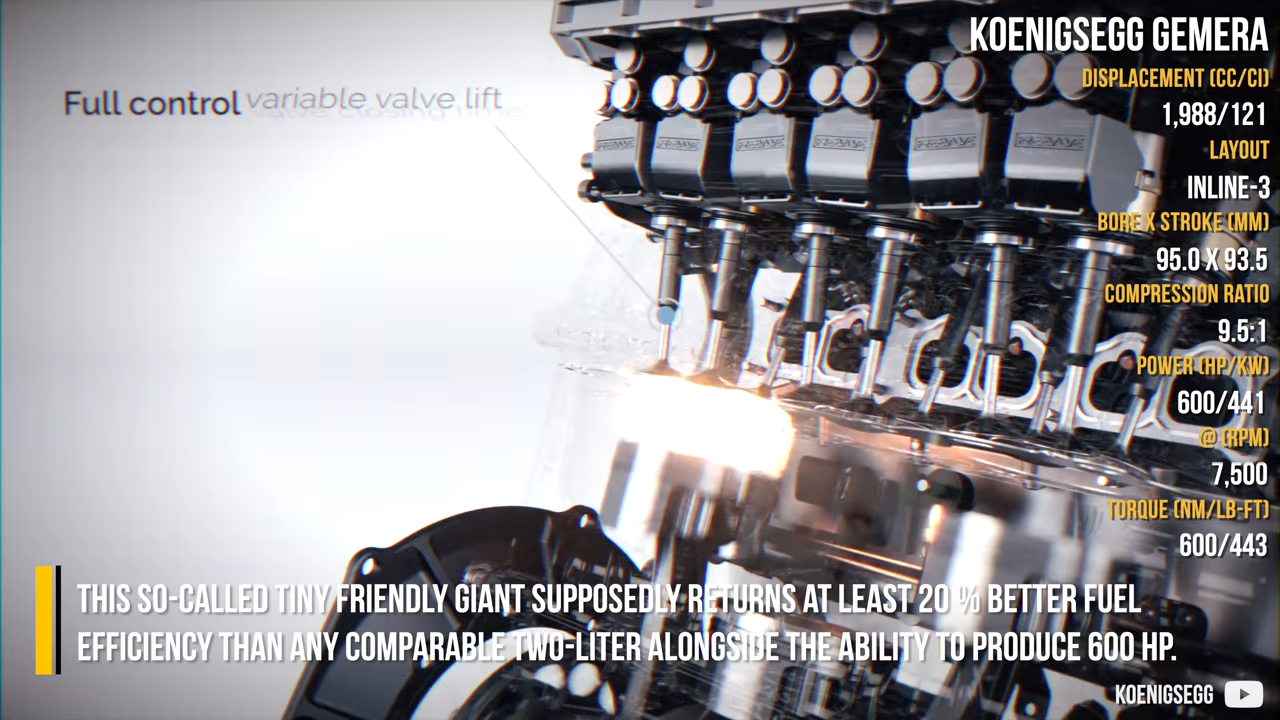 KOENIGSEGG GEMERA
DISPLACEMENT (CC/CI)
1,988/121
LAYOUT
INLINE-3
BORE X STROKE (MM)
95.0 X 93.5
COMPRESSION RATIO
9.5:1
POWER (HP/KW)
600/441
@ (RPM)
7,500
TORQUE (NM/LB-FT)
600/443
Full control variable valve lift
valve closing time
THIS SO-CALLED TINY FRIENDLY GIANT SUPPOSEDLY RETURNS AT LEAST 20 % BETTER FUEL
EFFICIENCY THAN ANY COMPARABLE TWO-LITER ALONGSIDE THE ABILITY TO PRODUCE 600 HP.
KOENIGSEGG